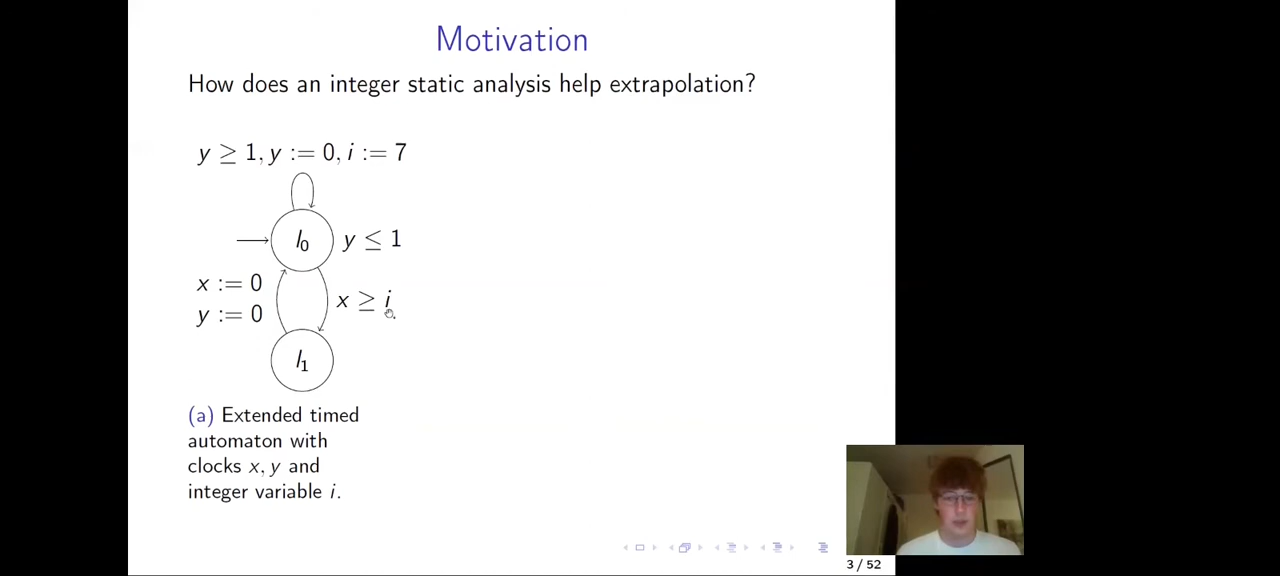 Motivation
How does an integer static analysis help extrapolation?
y ≥ 1, y := 0, i := 7
l₀
y ≤ 1
x := 0
y := 0
x ≥ i
l₁
(a) Extended timed
automaton with
clocks x, y and
integer variable i.
3 / 52